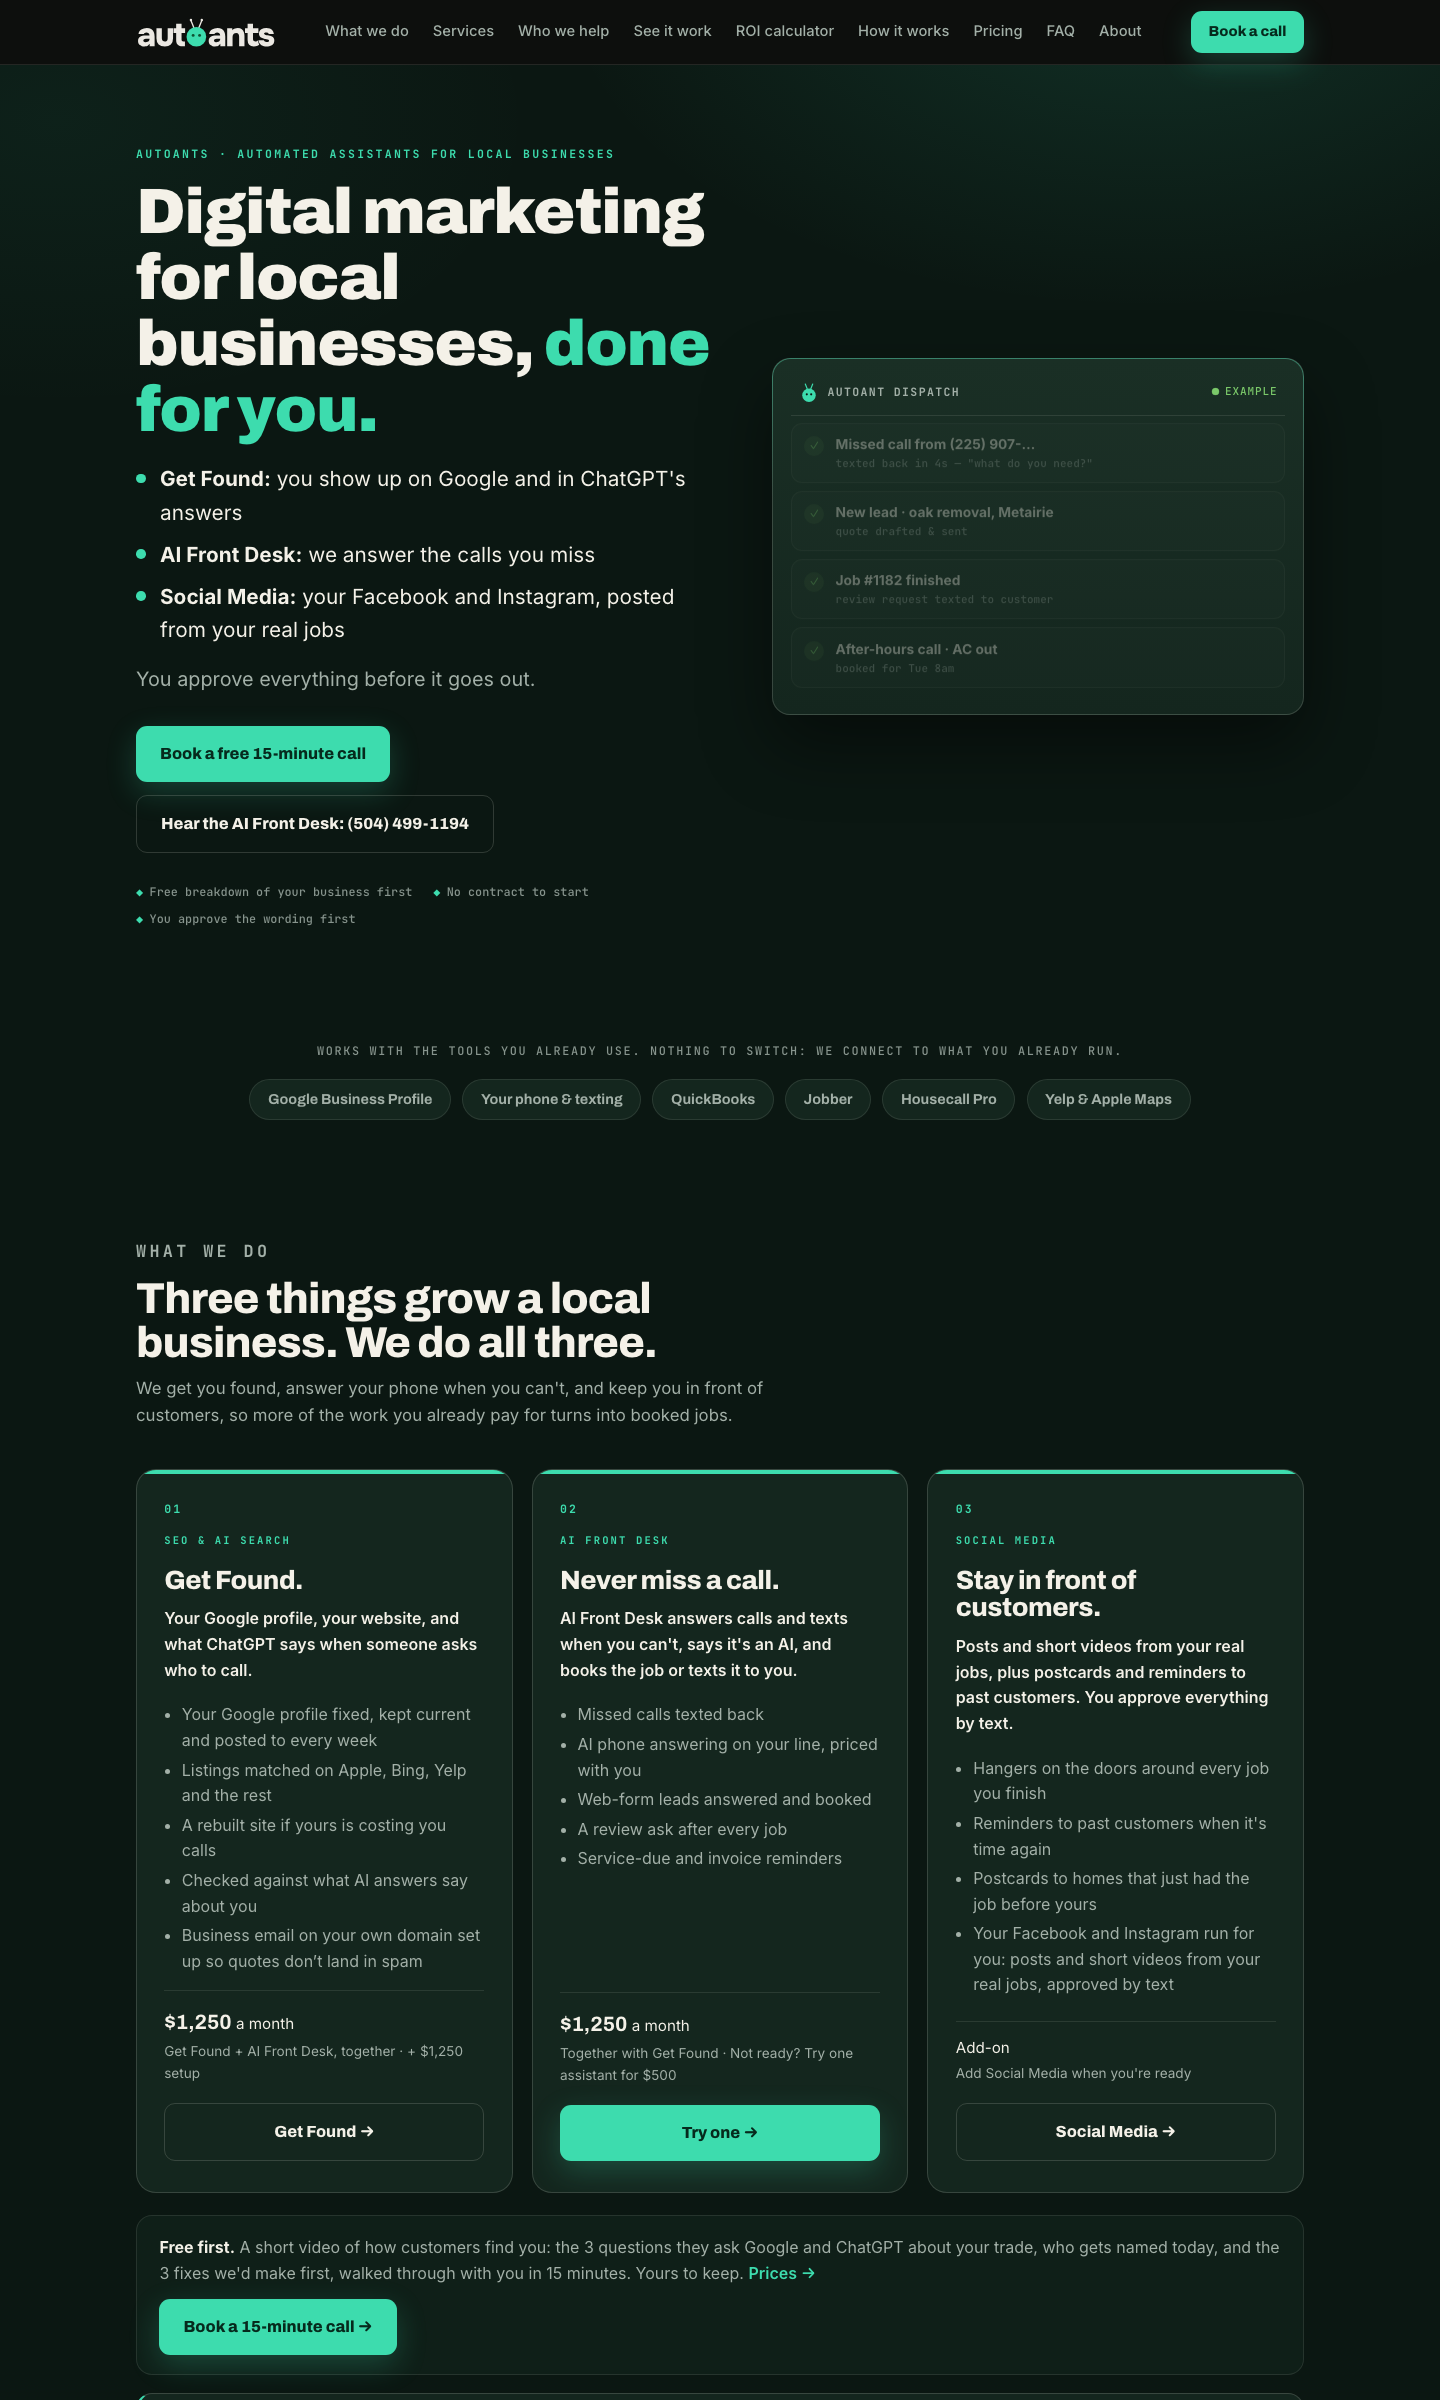 autoants
What we do
Services
Who we help
See it work
ROI calculator
How it works
Pricing
FAQ
About
Book a call
AUTOANTS · AUTOMATED ASSISTANTS FOR LOCAL BUSINESSES
Digital marketing
for local
businesses, done
for you.
Get Found: you show up on Google and in ChatGPT's
answers
AI Front Desk: we answer the calls you miss
Social Media: your Facebook and Instagram, posted
from your real jobs
You approve everything before it goes out.
Book a free 15-minute call
Hear the AI Front Desk: (504) 499-1194
◆ Free breakdown of your business first ◆ No contract to start
◆ You approve the wording first
AUTOANT DISPATCH
EXAMPLE
Missed call from (225) 907-…
texted back in 4s — "what do you need?"
New lead · oak removal, Metairie
quote drafted & sent
Job #1182 finished
review request texted to customer
After-hours call · AC out
booked for Tue 8am
WORKS WITH THE TOOLS YOU ALREADY USE. NOTHING TO SWITCH: WE CONNECT TO WHAT YOU ALREADY RUN.
Google Business Profile
Your phone & texting
QuickBooks
Jobber
Housecall Pro
Yelp & Apple Maps
WHAT WE DO
Three things grow a local
business. We do all three.
We get you found, answer your phone when you can't, and keep you in front of
customers, so more of the work you already pay for turns into booked jobs.
01
SEO & AI SEARCH
Get Found.
Your Google profile, your website, and
what ChatGPT says when someone asks
who to call.
• Your Google profile fixed, kept current
and posted to every week
• Listings matched on Apple, Bing, Yelp
and the rest
• A rebuilt site if yours is costing you
calls
• Checked against what AI answers say
about you
• Business email on your own domain set
up so quotes don’t land in spam
$1,250 a month
Get Found + AI Front Desk, together · + $1,250
setup
Get Found →
02
AI FRONT DESK
Never miss a call.
AI Front Desk answers calls and texts
when you can't, says it's an AI, and
books the job or texts it to you.
• Missed calls texted back
• AI phone answering on your line, priced
with you
• Web-form leads answered and booked
• A review ask after every job
• Service-due and invoice reminders
$1,250 a month
Together with Get Found · Not ready? Try one
assistant for $500
Try one →
03
SOCIAL MEDIA
Stay in front of
customers.
Posts and short videos from your real
jobs, plus postcards and reminders to
past customers. You approve everything
by text.
• Hangers on the doors around every job
you finish
• Reminders to past customers when it's
time again
• Postcards to homes that just had the
job before yours
• Your Facebook and Instagram run for
you: posts and short videos from your
real jobs, approved by text
Add-on
Add Social Media when you're ready
Social Media →
Free first. A short video of how customers find you: the 3 questions they ask Google and ChatGPT about your trade, who gets named today, and the
3 fixes we'd make first, walked through with you in 15 minutes. Yours to keep. Prices →
Book a 15-minute call →